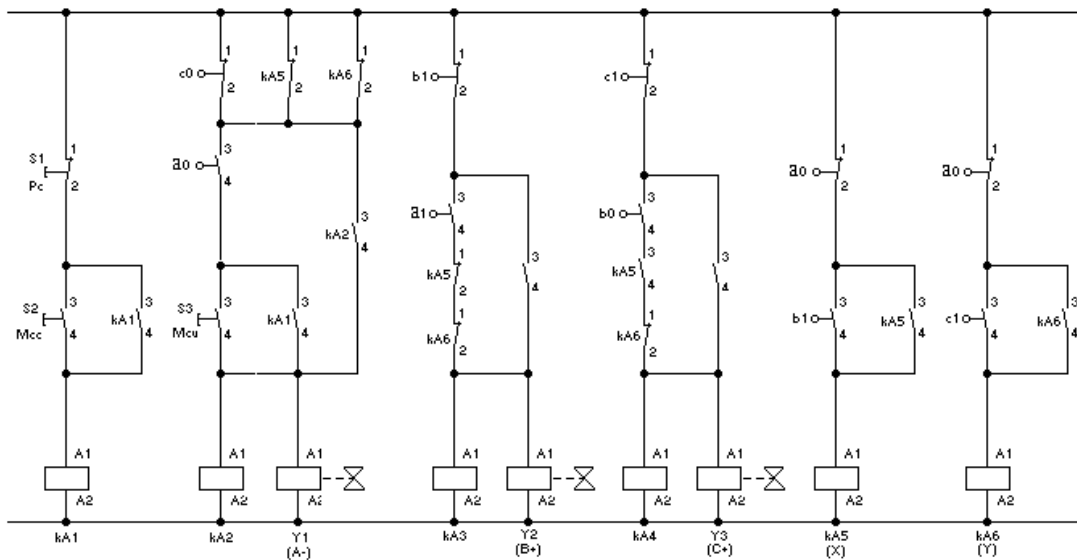 1 1 1 1 1
c0 kA5 kA6 b1 c1
2 2 2 2 2
S1 1 3 1 1
Pc 2 a0 4 a0 2 a0 2
3 3 3
kA2 4 a1 4 b0 4
1 3 3 3
kA5 2 4 kA5 4 4
S2 3 3 S3 3 3 1 1 3 3 3 3
Mcc 4 kA1 4 Mcu 4 kA1 4 kA6 2 kA6 2 b1 4 kA5 4 c1 4 kA6 4
A1 A1 A1 A1 A1 A1 A1 A1 A1
A2 A2 A2 A2 A2 A2 A2 A2 A2
kA1 kA2 Y1 kA3 Y2 kA4 Y3 kA5 kA6
(A-) (B+) (C+) (X) (Y)